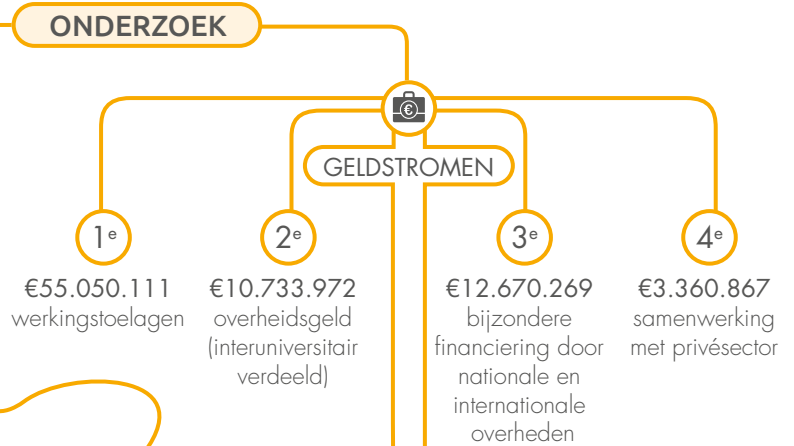 ONDERZOEK
€
GELDSTROMEN
1e
€55.050.111
werkingstoelagen
2e
€10.733.972
overheidsgeld
(interuniversitair
verdeeld)
3e
€12.670.269
bijzondere
financiering door
nationale en
internationale
overheden
4e
€3.360.867
samenwerking
met privésector